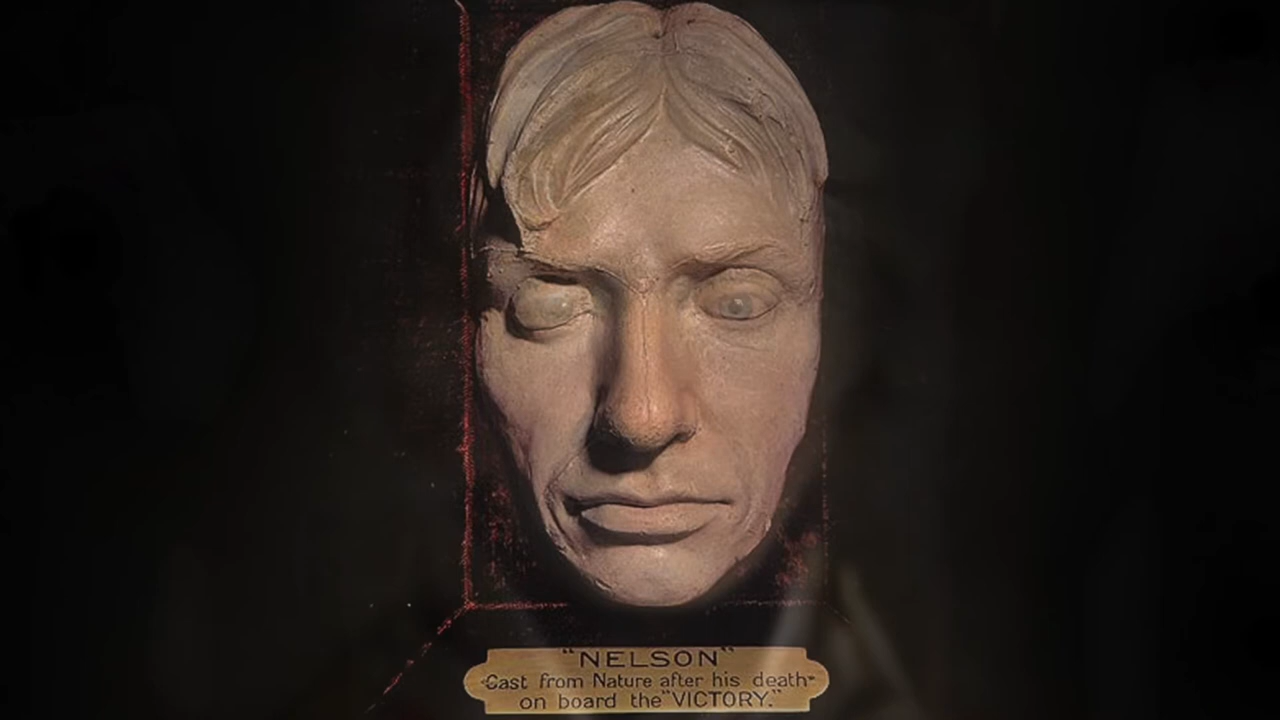 "NELSON"
Cast from Nature after his death
on board the "VICTORY."